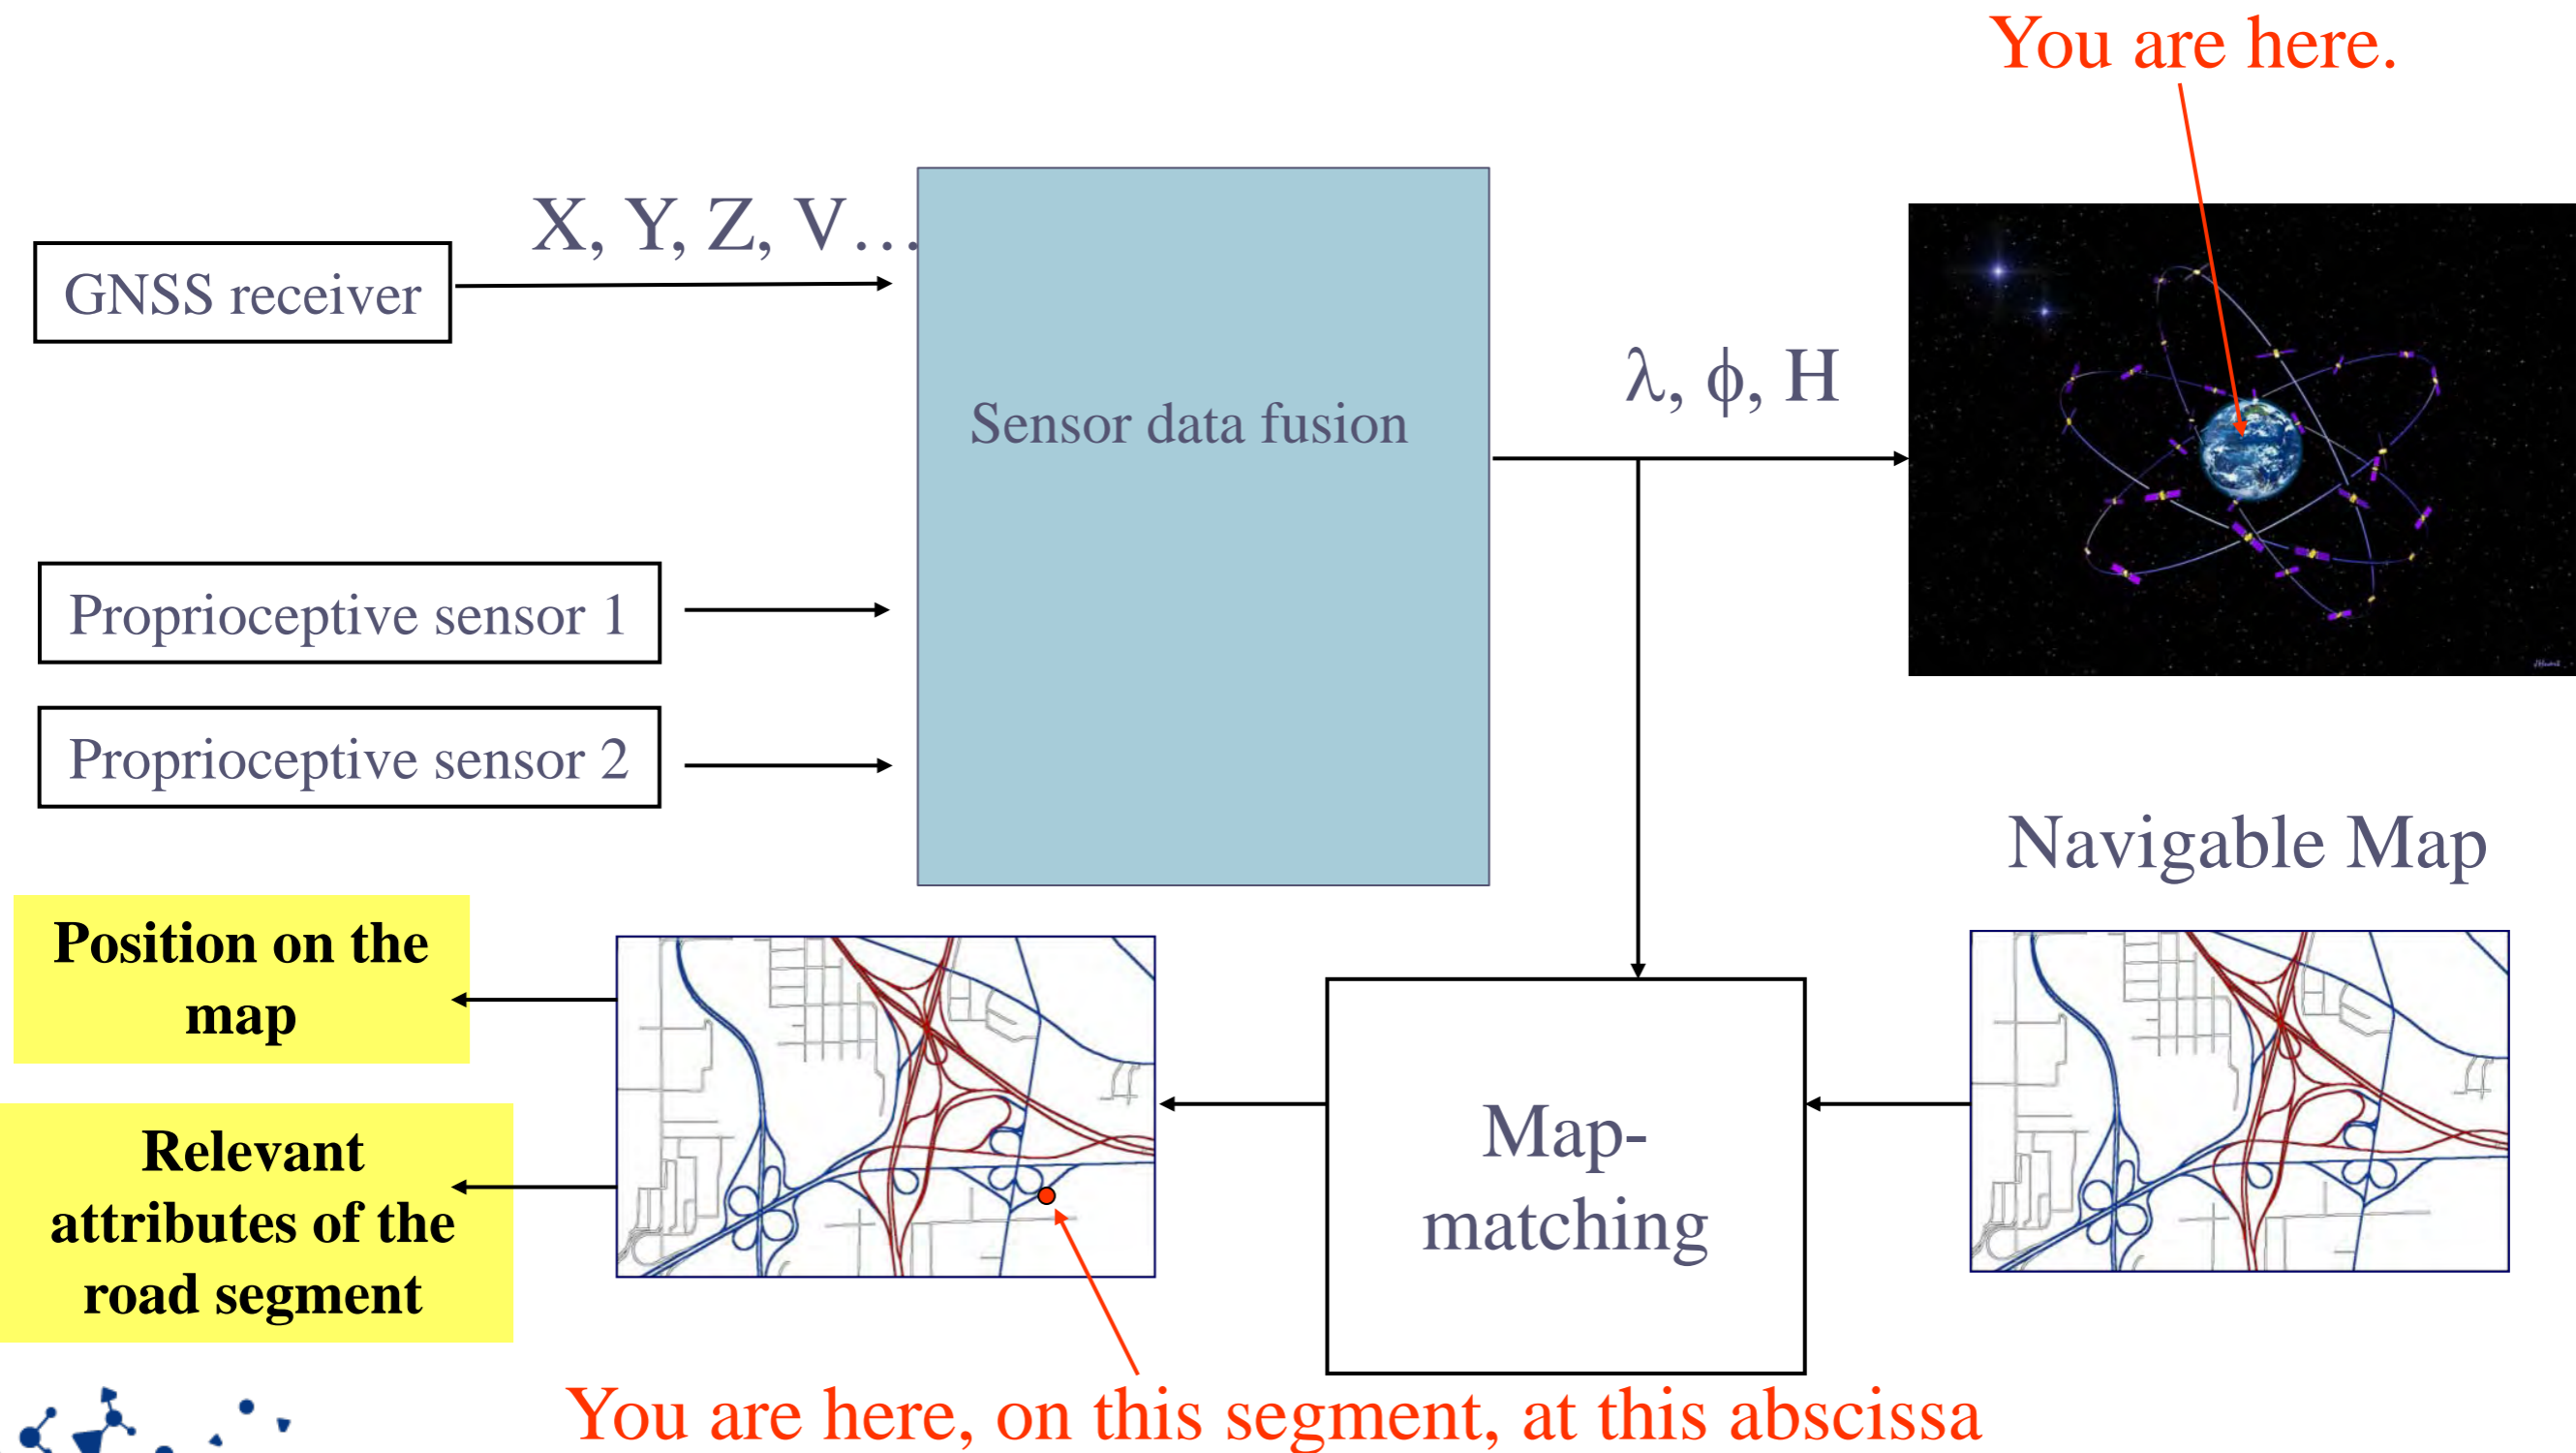 You are here.
X, Y, Z, V…
GNSS receiver
Sensor data fusion
λ, ϕ, H
Proprioceptive sensor 1
Proprioceptive sensor 2
Navigable Map
Position on the
map
Relevant
attributes of the
road segment
Map-
matching
You are here, on this segment, at this abscissa